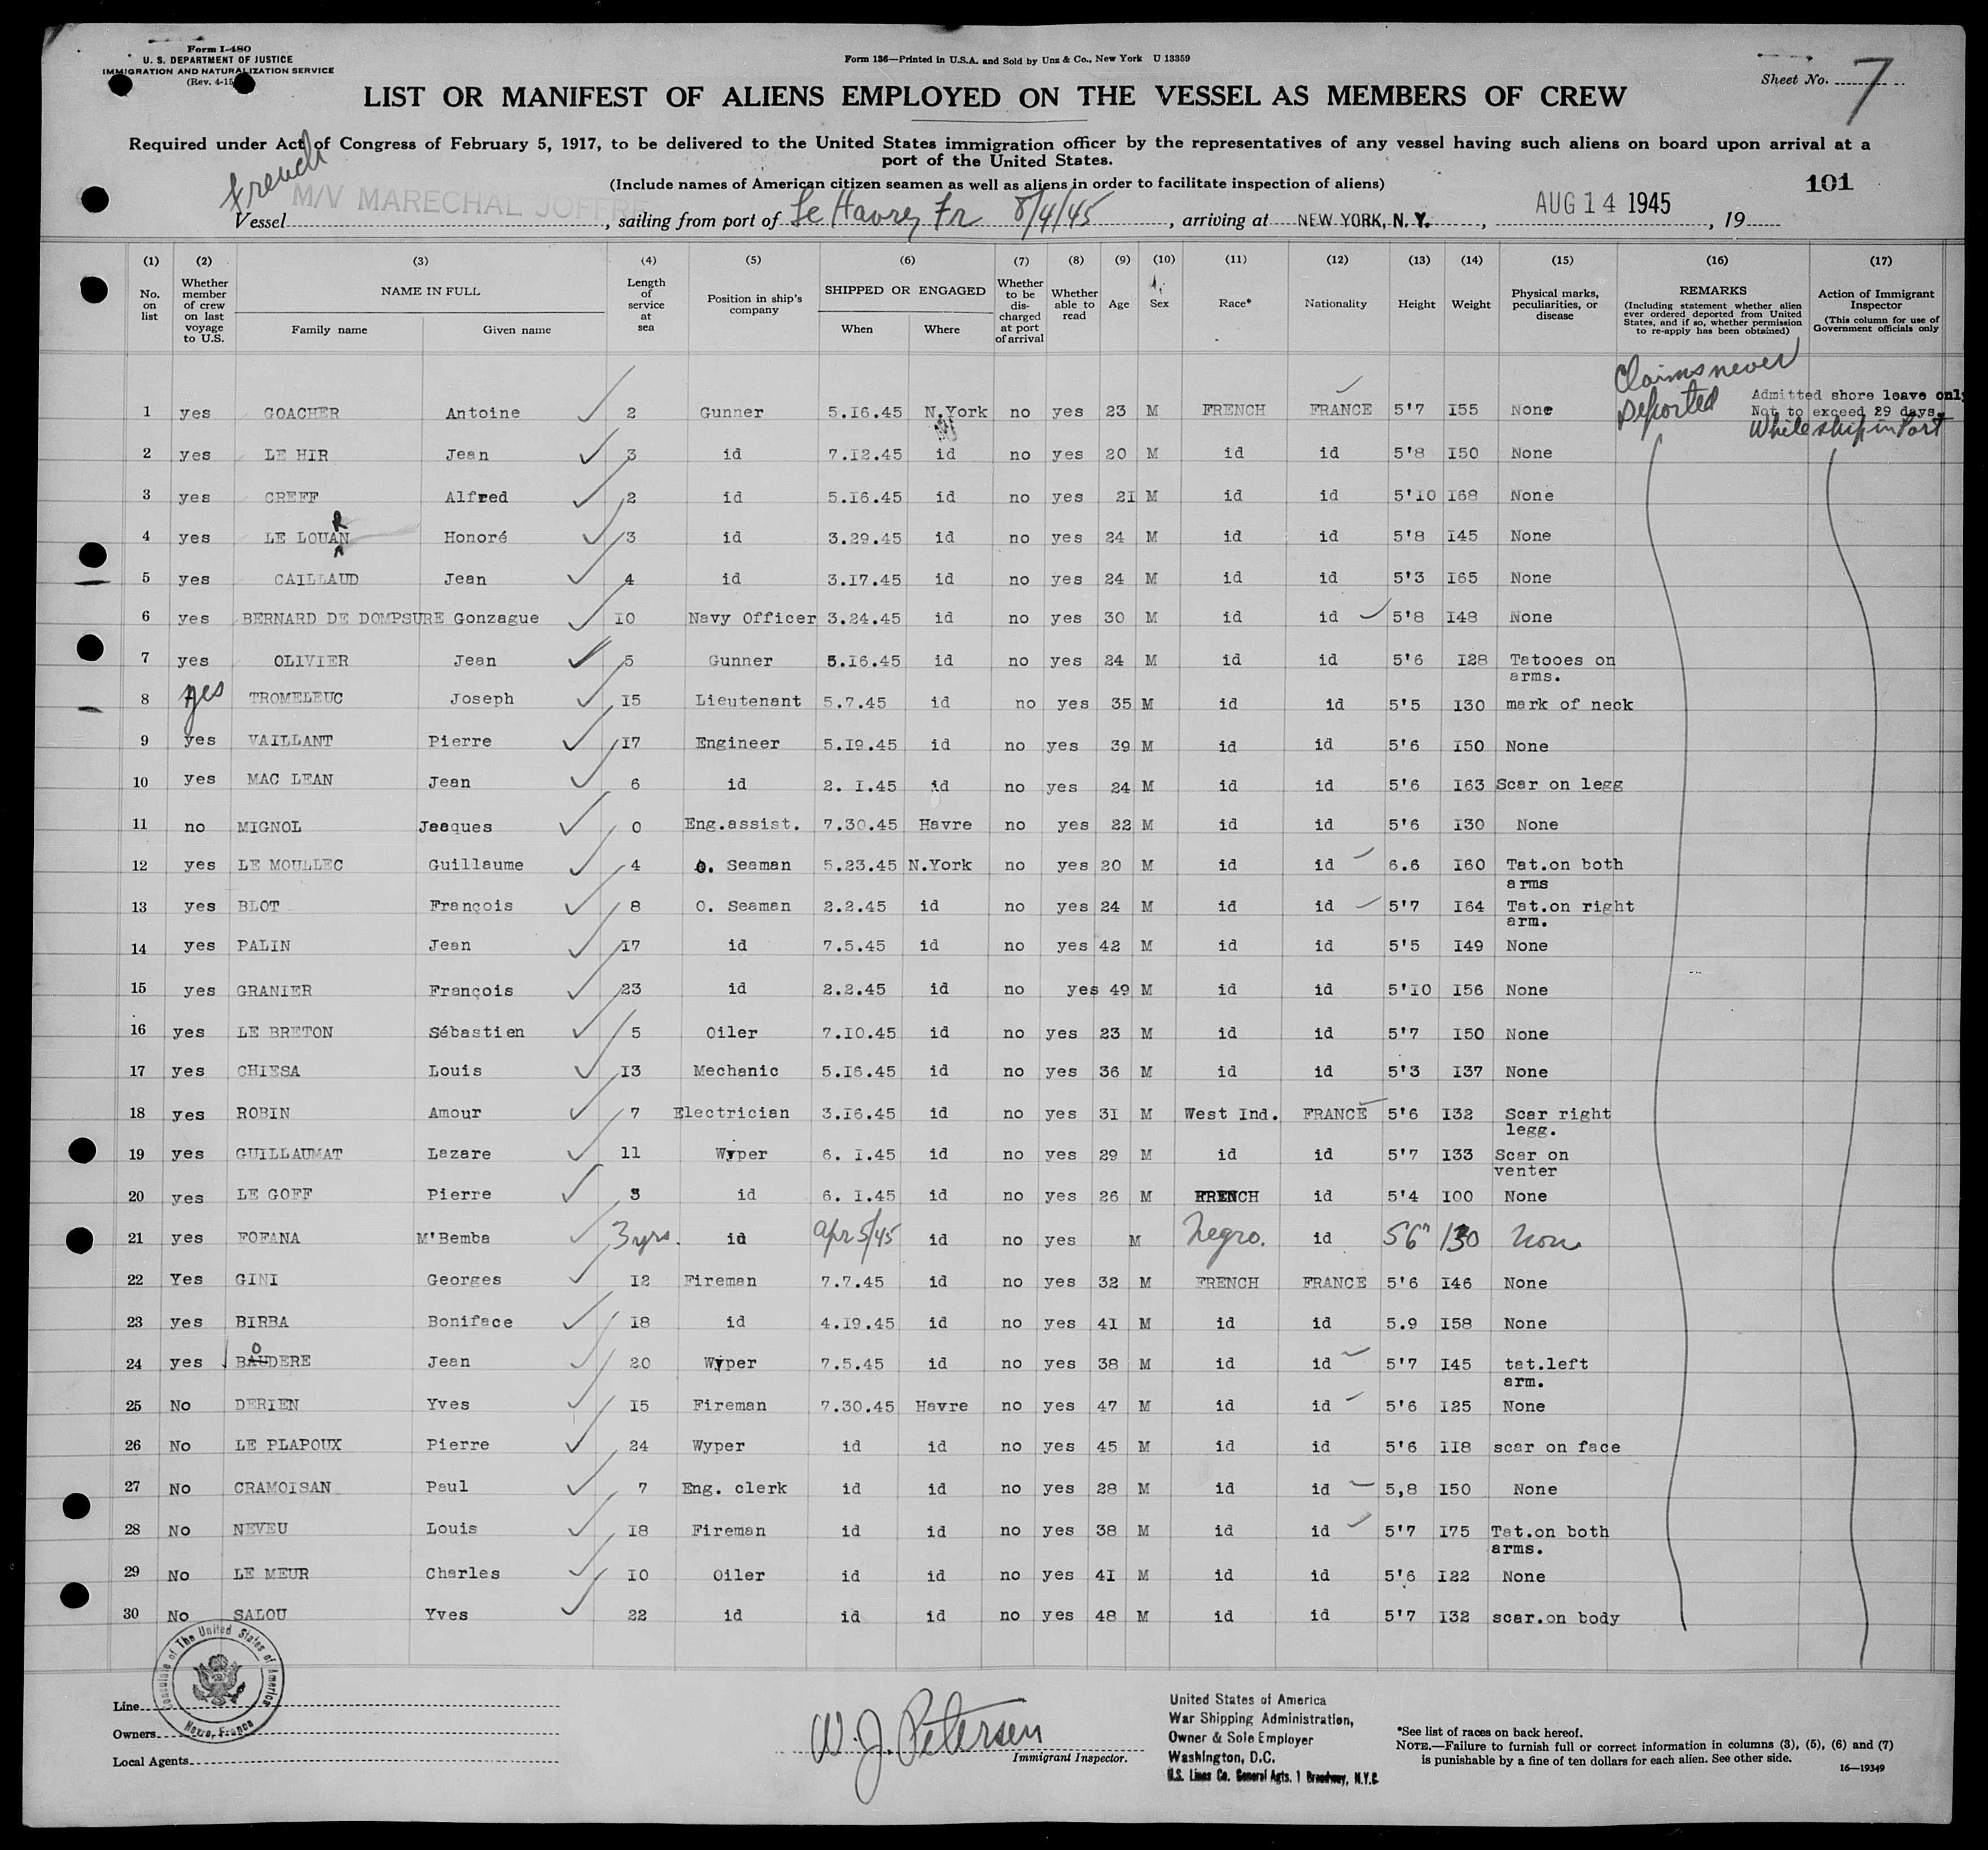 Form I-480
U. S. DEPARTMENT OF JUSTICE
IMMIGRATION AND NATURALIZATION SERVICE
(Rev. 4-15
Form 136—Printed in U.S.A. and Sold by Unz & Co., New York U 13359
Sheet No. 7
LIST OR MANIFEST OF ALIENS EMPLOYED ON THE VESSEL AS MEMBERS OF CREW
Required under Act of Congress of February 5, 1917, to be delivered to the United States immigration officer by the representatives of any vessel having such aliens on board upon arrival at a
port of the United States.
(Include names of American citizen seamen as well as aliens in order to facilitate inspection of aliens)
101
french
Vessel M/V MARECHAL JOFFRE, sailing from port of Le Havre, Fr 8/4/45, arriving at NEW YORK, N.Y., AUG 14 1945, 19
(1) (2) (3) (4) (5) (6) (7) (8) (9) (10) (11) (12) (13) (14) (15) (16) (17)
No. on list
Whether member of crew on last voyage to U.S.
NAME IN FULL
Family name Given name
Length of service at sea
Position in ship's company
SHIPPED OR ENGAGED
When Where
Whether to be discharged at port of arrival
Whether able to read
Age
Sex
Race*
Nationality
Height
Weight
Physical marks, peculiarities, or disease
REMARKS
(Including statement whether alien ever ordered deported from United States, and if so, whether permission to re-apply has been obtained)
Action of Immigrant Inspector
(This column for use of Government officials only
Claims never
Deported
Admitted shore leave only
Not to exceed 29 days
While ship in Port
1 yes GOACHER Antoine 2 Gunner 5.16.45 N.York no yes 23 M FRENCH FRANCE 5'7 155 None
2 yes LE HIR Jean 3 id 7.12.45 id no yes 20 M id id 5'8 150 None
3 yes CREFF Alfred 2 id 5.16.45 id no yes 21 M id id 5'10 168 None
4 yes LE LOUARN Honoré 3 id 3.29.45 id no yes 24 M id id 5'8 145 None
5 yes CAILLAUD Jean 4 id 3.17.45 id no yes 24 M id id 5'3 165 None
6 yes BERNARD DE DOMPSURE Gonzague 10 Navy Officer 3.24.45 id no yes 30 M id id 5'8 148 None
7 yes OLIVIER Jean 5 Gunner 5.16.45 id no yes 24 M id id 5'6 128 Tatooes on
arms.
8 yes TROMELEUC Joseph 15 Lieutenant 5.7.45 id no yes 35 M id id 5'5 130 mark of neck
9 yes VAILLANT Pierre 17 Engineer 5.19.45 id no yes 39 M id id 5'6 150 None
10 yes MAC LEAN Jean 6 id 2. 1.45 id no yes 24 M id id 5'6 163 Scar on legg
11 no MIGNOL Jacques 0 Eng.assist. 7.30.45 Havre no yes 22 M id id 5'6 130 None
12 yes LE MOULLEC Guillaume 4 O. Seaman 5.23.45 N.York no yes 20 M id id 6.6 160 Tat.on both
arms
13 yes BLOT François 8 O. Seaman 2.2.45 id no yes 24 M id id 5'7 164 Tat.on right
arm.
14 yes PALIN Jean 17 id 7.5.45 id no yes 42 M id id 5'5 149 None
15 yes GRANIER François 23 id 2.2.45 id no yes 49 M id id 5'10 156 None
16 yes LE BRETON Sébastien 5 Oiler 7.10.45 id no yes 23 M id id 5'7 150 None
17 yes CHIESA Louis 13 Mechanic 5.16.45 id no yes 36 M id id 5'3 137 None
18 yes ROBIN Amour 7 Electrician 3.16.45 id no yes 31 M West Ind. FRANCE 5'6 132 Scar right
legg.
19 yes GUILLAUMAT Lazare 11 Wyper 6. 1.45 id no yes 29 M id id 5'7 133 Scar on
venter
20 yes LE GOFF Pierre 3 id 6. 1.45 id no yes 26 M FRENCH id 5'4 100 None
21 yes FOFANA M'Bemba 3 yrs. id Apr 5/45 id no yes M Negro. id 56" 130 Non
22 Yes GINI Georges 12 Fireman 7.7.45 id no yes 32 M FRENCH FRANCE 5'6 146 None
23 yes BIRBA Boniface 18 id 4.19.45 id no yes 41 M id id 5.9 158 None
24 yes BODERE Jean 20 Wyper 7.5.45 id no yes 38 M id id 5'7 145 tat.left
arm.
25 No DERIEN Yves 15 Fireman 7.30.45 Havre no yes 47 M id id 5'6 125 None
26 No LE PLAPOUX Pierre 24 Wyper id id no yes 45 M id id 5'6 118 scar on face
27 No CRAMOISAN Paul 7 Eng. clerk id id no yes 28 M id id 5,8 150 None
28 No NEVEU Louis 18 Fireman id id no yes 38 M id id 5'7 175 Tat.on both
arms.
29 No LE MEUR Charles 10 Oiler id id no yes 41 M id id 5'6 122 None
30 No SALOU Yves 22 id id id no yes 48 M id id 5'7 132 scar.on body
Consulate of The United States of America
Havre, France
Line
Owners
Local Agents
W. J. Petersen
Immigrant Inspector.
United States of America
War Shipping Administration,
Owner & Sole Employer
Washington, D.C.
U.S. Lines Co. General Agts. 1 Broadway, N.Y.C.
*See list of races on back hereof.
NOTE.—Failure to furnish full or correct information in columns (3), (5), (6) and (7)
is punishable by a fine of ten dollars for each alien. See other side.
16—19349